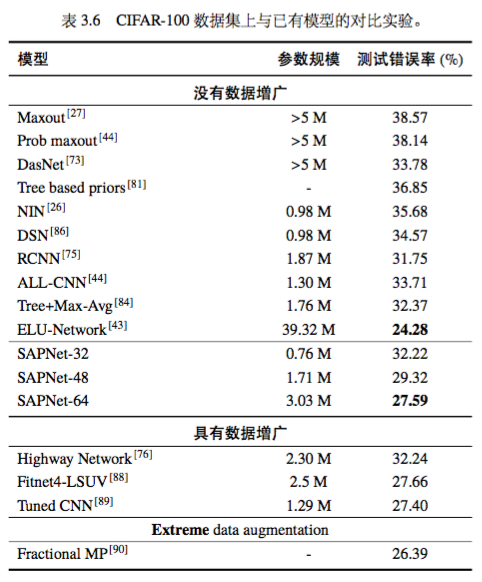 表 3.6 CIFAR-100 数据集上与已有模型的对比实验。
模型 参数规模 测试错误率 (%)
没有数据增广
Maxout[27] >5 M 38.57
Prob maxout[44] >5 M 38.14
DasNet[73] >5 M 33.78
Tree based priors[81] - 36.85
NIN[26] 0.98 M 35.68
DSN[86] 0.98 M 34.57
RCNN[75] 1.87 M 31.75
ALL-CNN[44] 1.30 M 33.71
Tree+Max-Avg[84] 1.76 M 32.37
ELU-Network[43] 39.32 M 24.28
SAPNet-32 0.76 M 32.22
SAPNet-48 1.71 M 29.32
SAPNet-64 3.03 M 27.59
具有数据增广
Highway Network[76] 2.30 M 32.24
Fitnet4-LSUV[88] 2.5 M 27.66
Tuned CNN[89] 1.29 M 27.40
Extreme data augmentation
Fractional MP[90] - 26.39